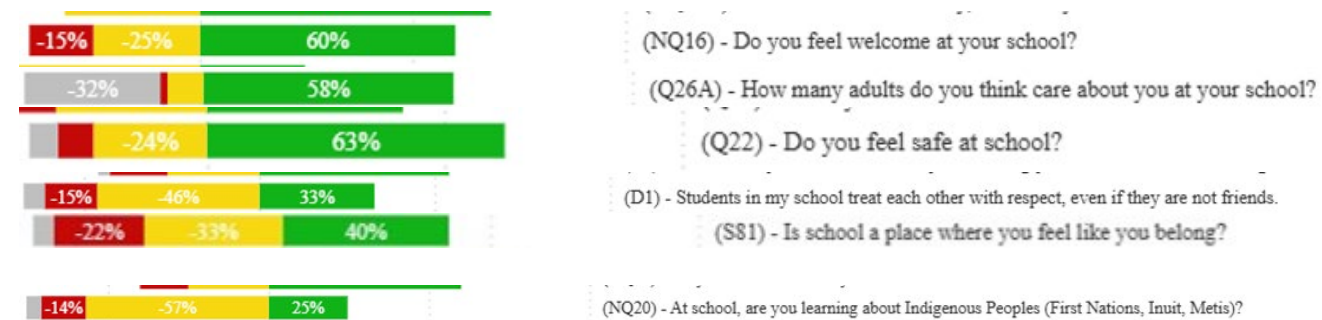 -15% -25% 60% (NQ16) - Do you feel welcome at your school?
-32% 58% (Q26A) - How many adults do you think care about you at your school?
-24% 63% (Q22) - Do you feel safe at school?
-15% -46% 33% (D1) - Students in my school treat each other with respect, even if they are not friends.
-22% -33% 40% (S81) - Is school a place where you feel like you belong?
-14% -57% 25% (NQ20) - At school, are you learning about Indigenous Peoples (First Nations, Inuit, Metis)?